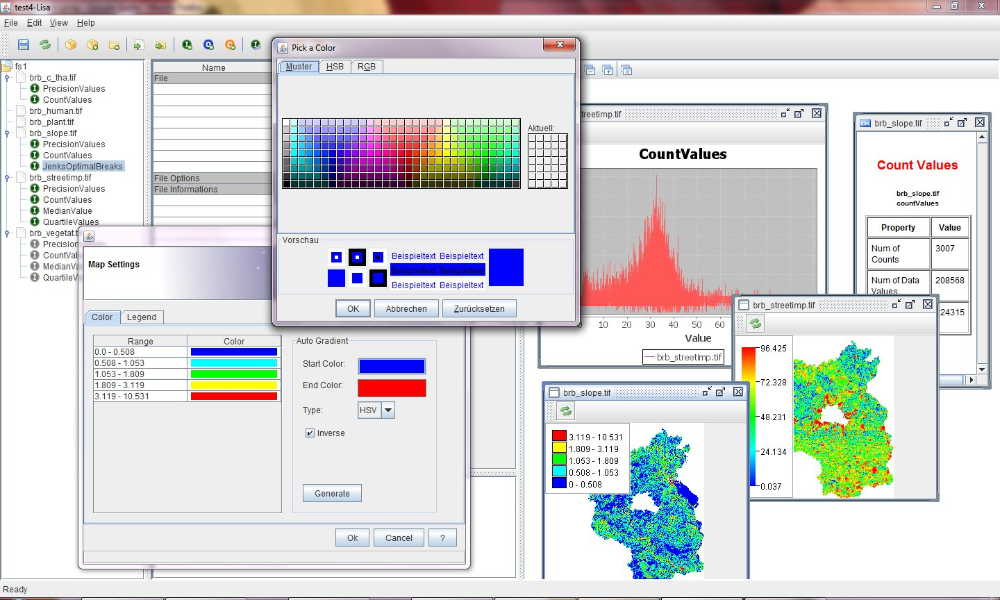 test4-Lisa
File Edit View Help
fs1
brb_c_tha.tif
PrecisionValues
CountValues
brb_human.tif
brb_plant.tif
brb_slope.tif
PrecisionValues
CountValues
JenksOptimalBreaks
brb_streetimp.tif
PrecisionValues
CountValues
MedianValue
QuartileValues
brb_vegetat.t
Precision
CountValu
MedianVa
QuartileV
Name
File
File Options
File Informations
Pick a Color
Muster HSB RGB
Aktuell:
Vorschau
Beispieltext Beispieltext
Beispieltext Beispieltext
Beispieltext Beispieltext
OK Abbrechen Zurücksetzen
Map Settings
Color Legend
Range Color
0.0 - 0.508
0.508 - 1.053
1.053 - 1.809
1.809 - 3.119
3.119 - 10.531
Auto Gradient
Start Color:
End Color:
Type: HSV
Inverse
Generate
Ok Cancel ?
treetimp.tif
CountValues
10 20 30 40 50 60
Value
brb_streetimp.tif
brb_slope.tif
Count Values
brb_slope.tif
countValues
Property Value
Num of Counts 3007
Num of Data Values 208568
24315
brb_streetimp.tif
96.425
72.328
48.231
24.134
0.037
brb_slope.tif
3.119 - 10.531
1.809 - 3.119
1.053 - 1.809
0.508 - 1.053
0 - 0.508
Ready